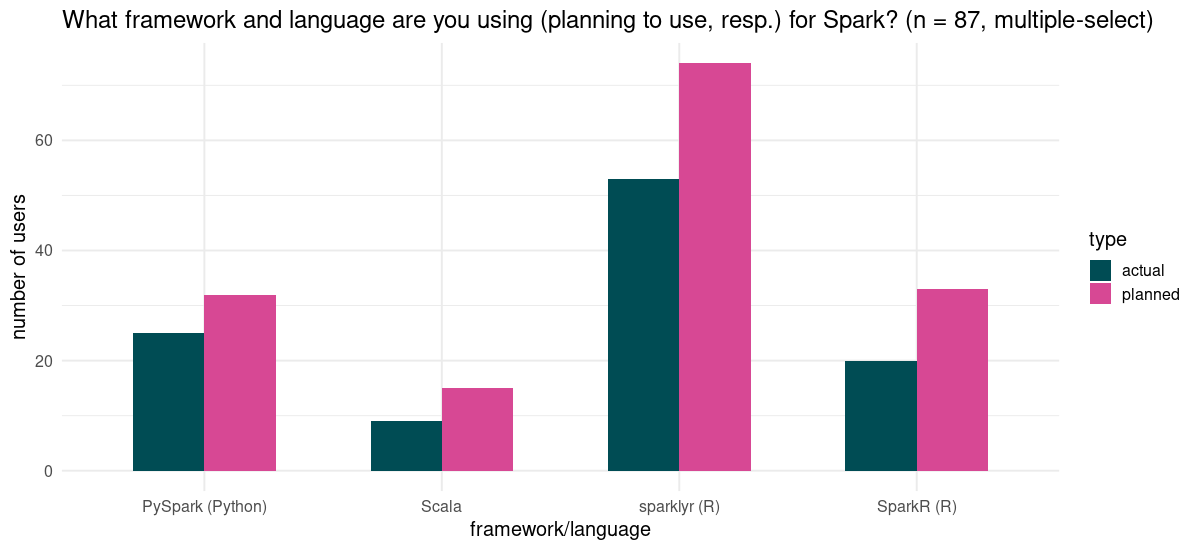 What framework and language are you using (planning to use, resp.) for Spark? (n = 87, multiple-select)
number of users
60
40
20
0
PySpark (Python)
Scala
sparklyr (R)
SparkR (R)
framework/language
type
actual
planned